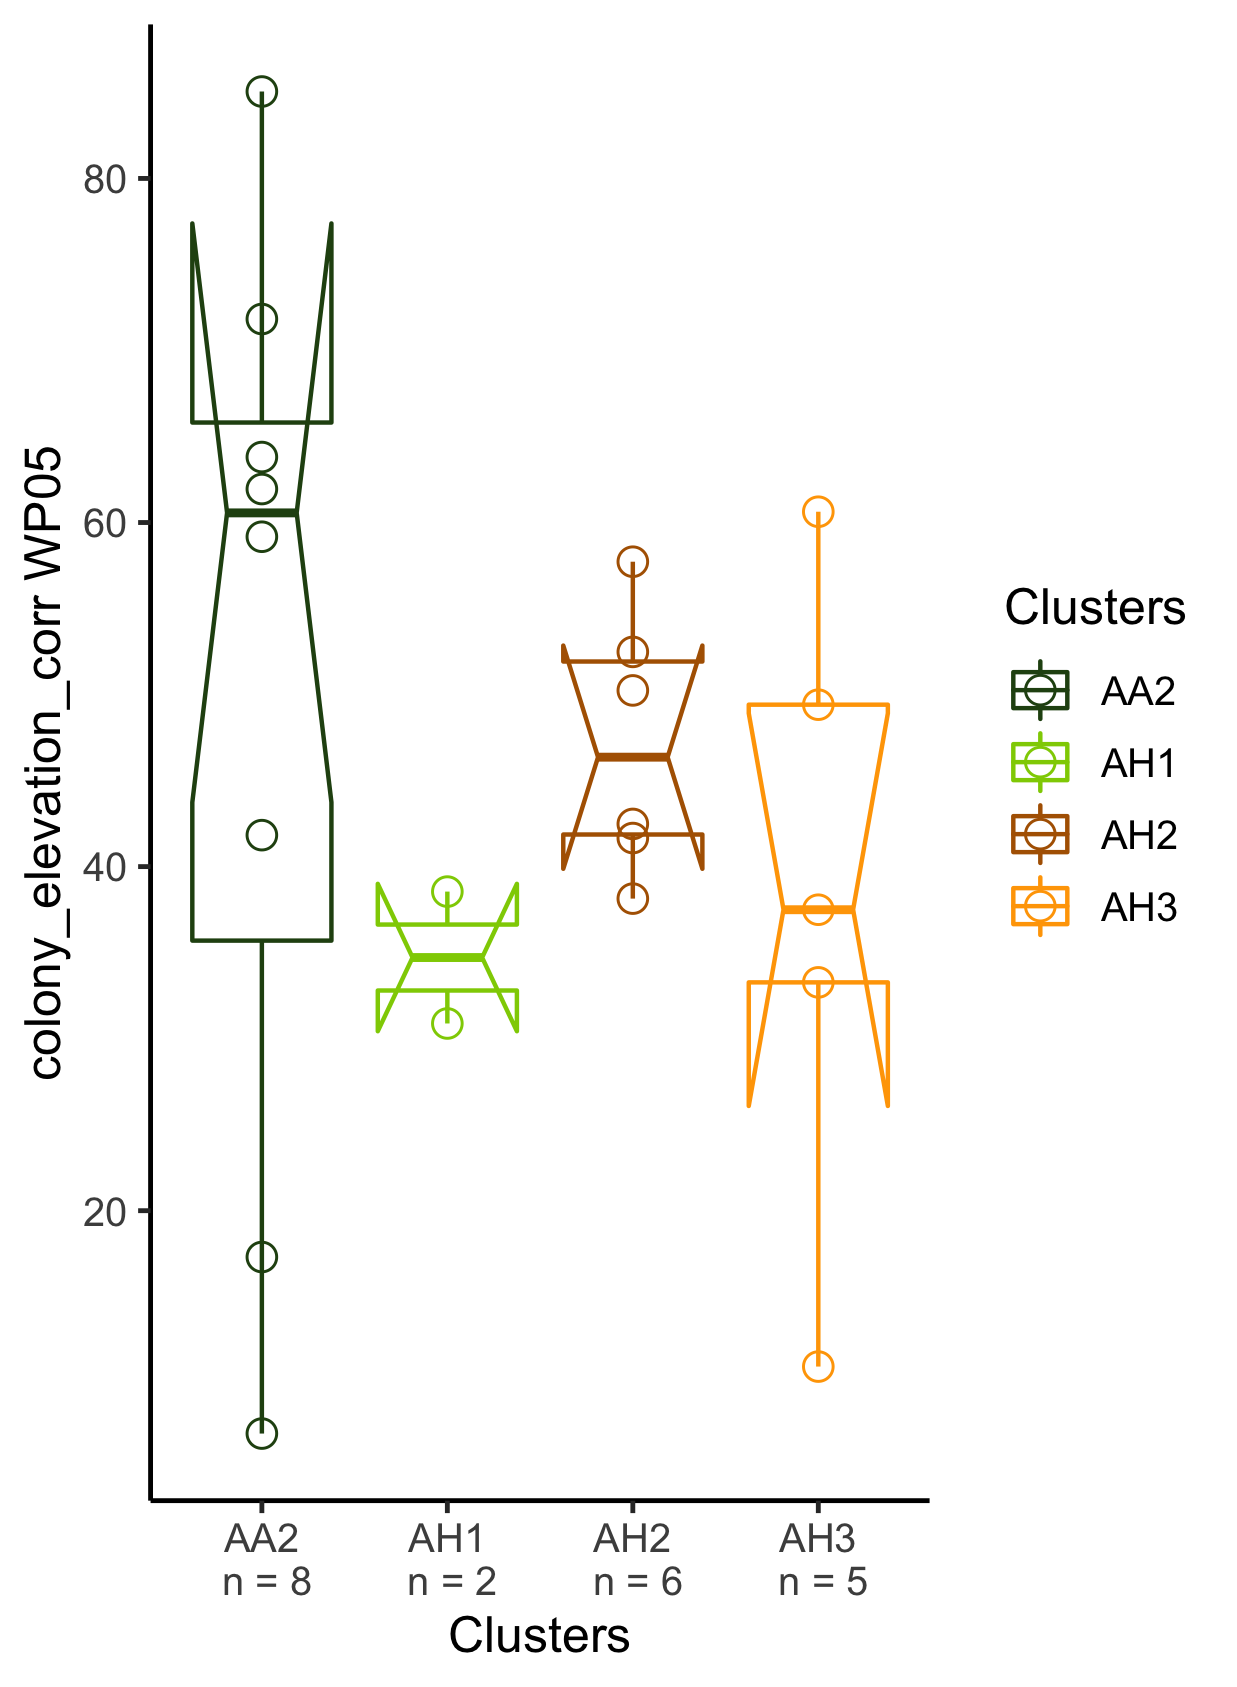 colony_elevation_corr WP05
80
60
40
20
AA2
n = 8
AH1
n = 2
AH2
n = 6
AH3
n = 5
Clusters
Clusters
AA2
AH1
AH2
AH3